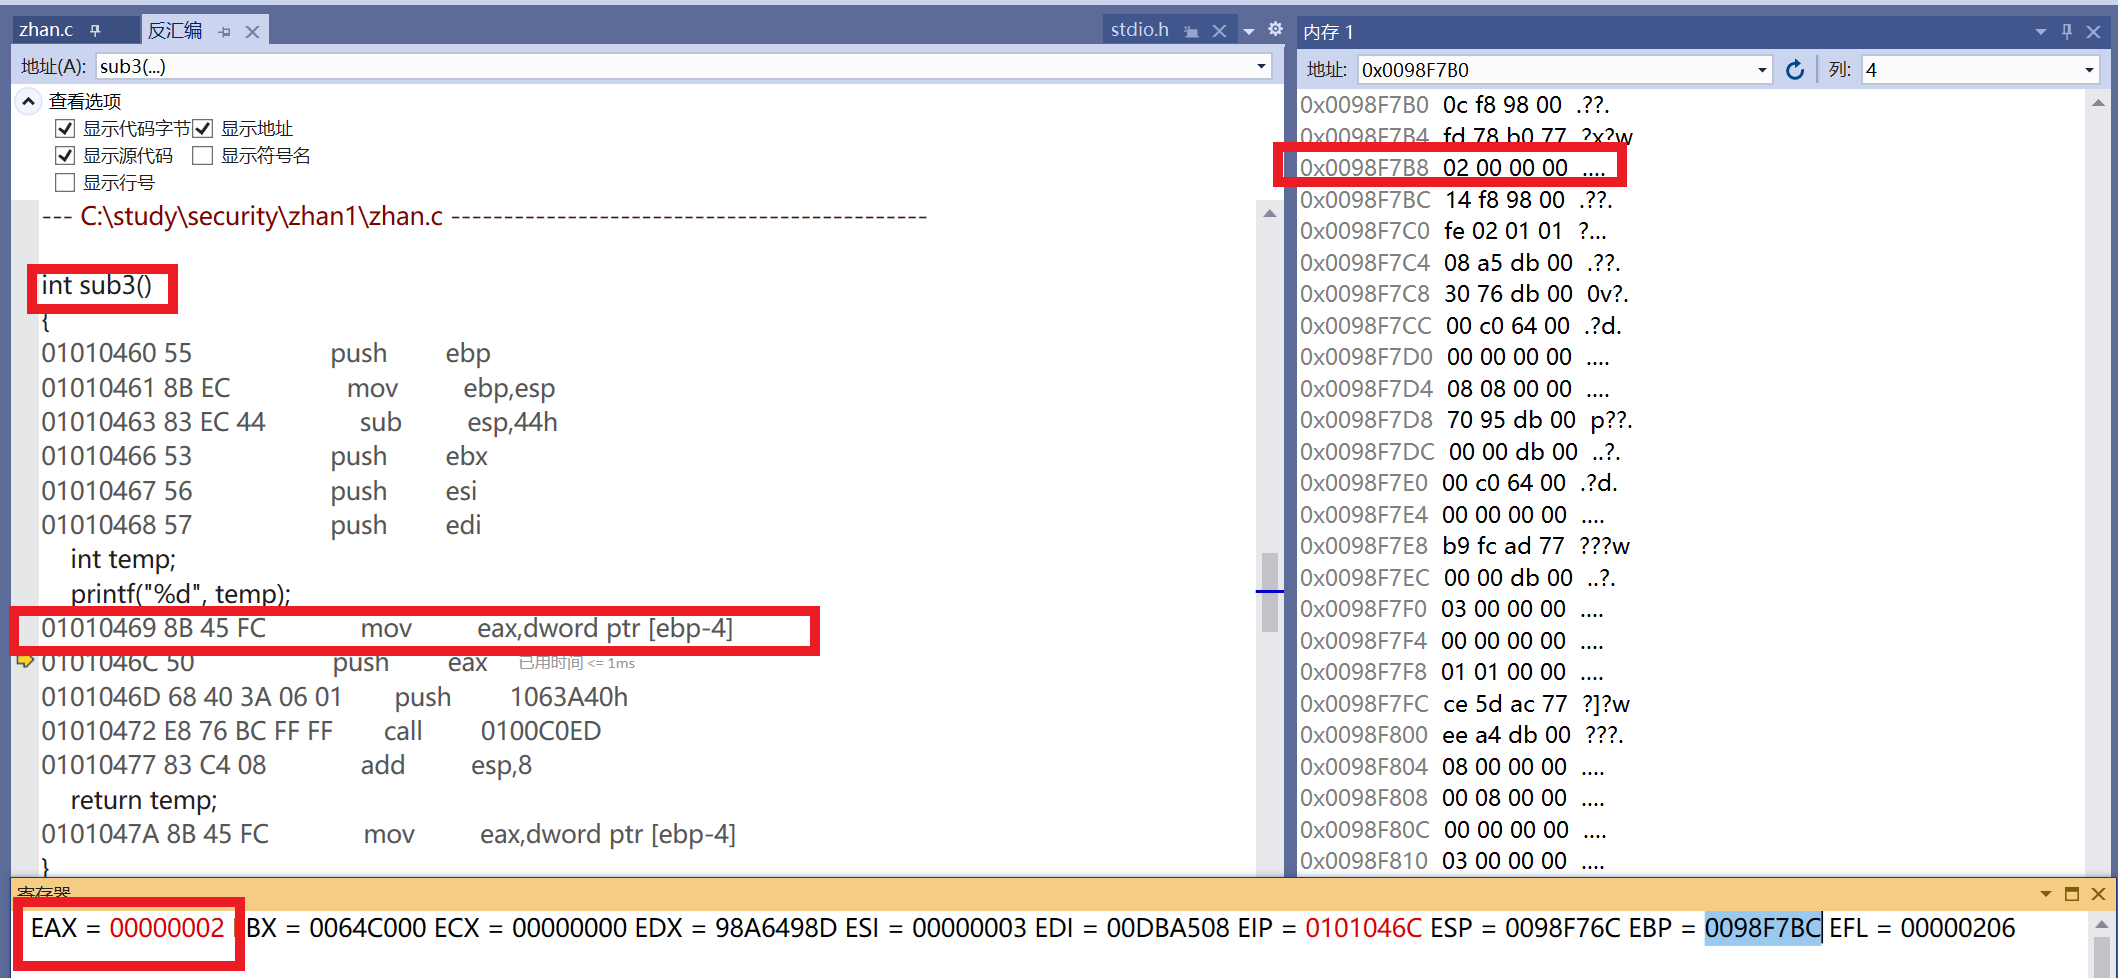 zhan.c 反汇编 stdio.h
地址(A): sub3(...)
查看选项
显示代码字节 显示地址
显示源代码 显示符号名
显示行号
--- C:\study\security\zhan1\zhan.c ---------------------------------------------
int sub3()
{
01010460 55 push ebp
01010461 8B EC mov ebp,esp
01010463 83 EC 44 sub esp,44h
01010466 53 push ebx
01010467 56 push esi
01010468 57 push edi
int temp;
printf("%d", temp);
01010469 8B 45 FC mov eax,dword ptr [ebp-4]
0101046C 50 push eax 已用时间 <= 1ms
0101046D 68 40 3A 06 01 push 1063A40h
01010472 E8 76 BC FF FF call 0100C0ED
01010477 83 C4 08 add esp,8
return temp;
0101047A 8B 45 FC mov eax,dword ptr [ebp-4]
}
内存 1
地址: 0x0098F7B0 列: 4
0x0098F7B0 0c f8 98 00 .??.
0x0098F7B4 fd 78 b0 77 ?x?w
0x0098F7B8 02 00 00 00 ....
0x0098F7BC 14 f8 98 00 .??.
0x0098F7C0 fe 02 01 01 ?...
0x0098F7C4 08 a5 db 00 .??.
0x0098F7C8 30 76 db 00 0v?.
0x0098F7CC 00 c0 64 00 .?d.
0x0098F7D0 00 00 00 00 ....
0x0098F7D4 08 08 00 00 ....
0x0098F7D8 70 95 db 00 p??.
0x0098F7DC 00 00 db 00 ..?.
0x0098F7E0 00 c0 64 00 .?d.
0x0098F7E4 00 00 00 00 ....
0x0098F7E8 b9 fc ad 77 ???w
0x0098F7EC 00 00 db 00 ..?.
0x0098F7F0 03 00 00 00 ....
0x0098F7F4 00 00 00 00 ....
0x0098F7F8 01 01 00 00 ....
0x0098F7FC ce 5d ac 77 ?]?w
0x0098F800 ee a4 db 00 ???.
0x0098F804 08 00 00 00 ....
0x0098F808 00 08 00 00 ....
0x0098F80C 00 00 00 00 ....
0x0098F810 03 00 00 00 ....
寄存器
EAX = 00000002 EBX = 0064C000 ECX = 00000000 EDX = 98A6498D ESI = 00000003 EDI = 00DBA508 EIP = 0101046C ESP = 0098F76C EBP = 0098F7BC EFL = 00000206